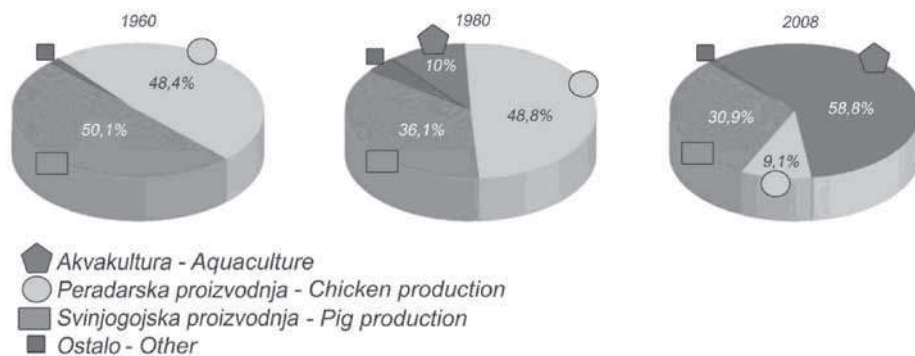 1960
1980
2008
48,4%
50,1%
10%
48,8%
36,1%
58,8%
30,9%
9,1%
Akvakultura - Aquaculture
Peradarska proizvodnja - Chicken production
Svinjogojska proizvodnja - Pig production
Ostalo - Other